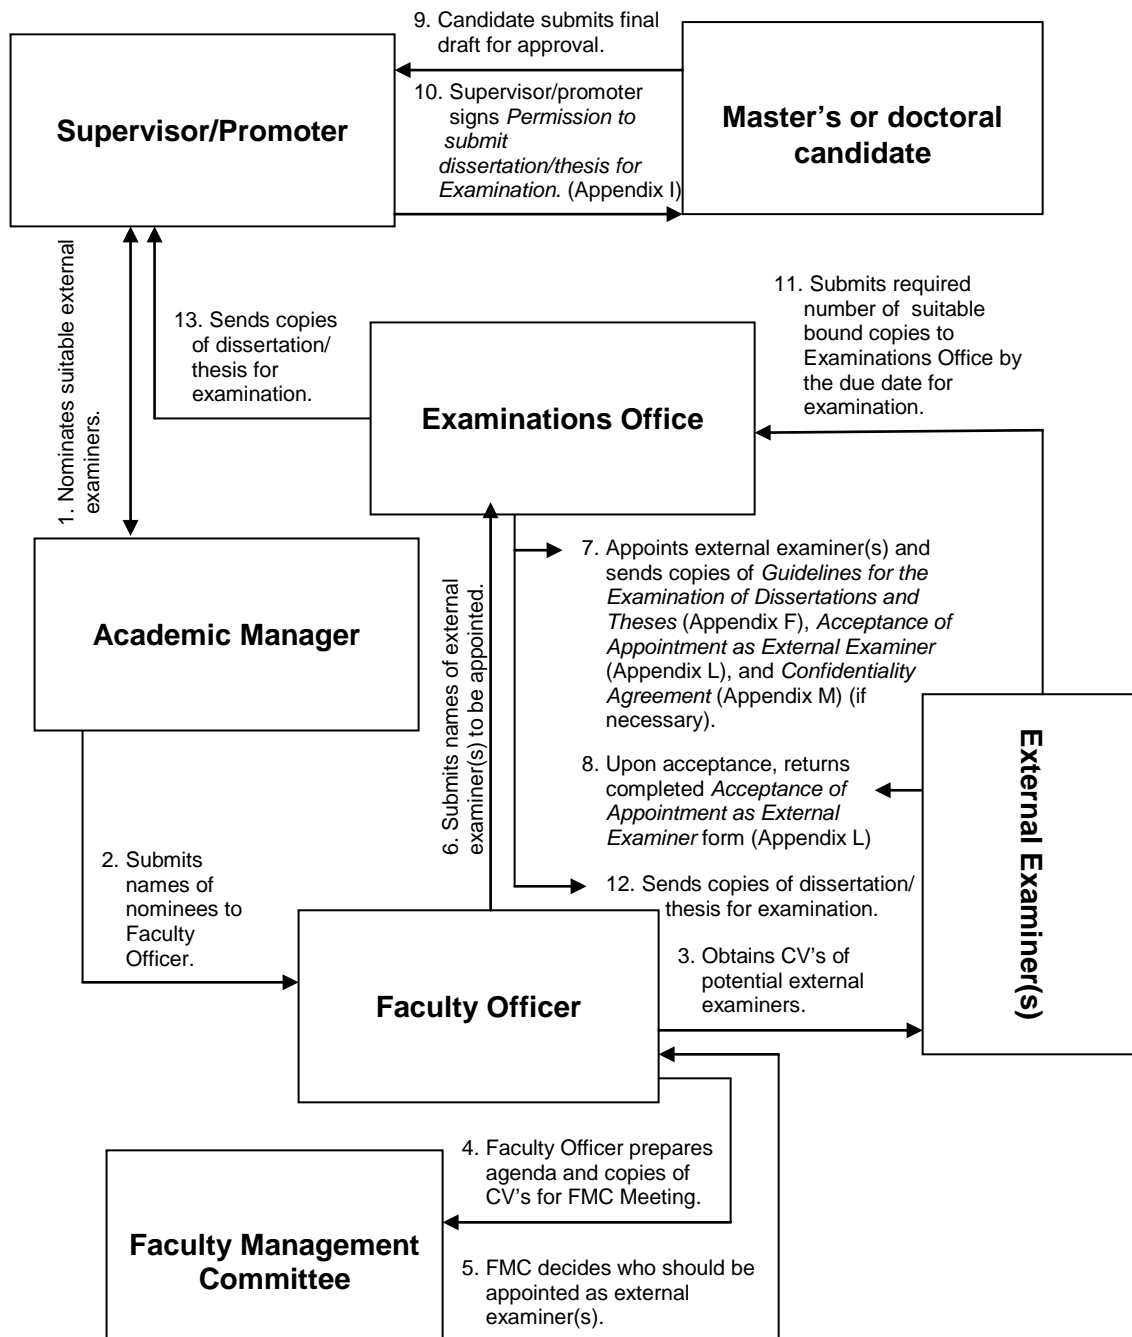 9. Candidate submits final
draft for approval.
Supervisor/Promoter
10. Supervisor/promoter
signs Permission to
submit
dissertation/thesis for
Examination. (Appendix I)
Master's or doctoral
candidate
1. Nominates suitable external
examiners.
13. Sends copies
of dissertation/
thesis for
examination.
Examinations Office
11. Submits required
number of suitable
bound copies to
Examinations Office by
the due date for
examination.
Academic Manager
6. Submits names of external
examiner(s) to be appointed.
7. Appoints external examiner(s) and
sends copies of Guidelines for the
Examination of Dissertations and
Theses (Appendix F), Acceptance of
Appointment as External Examiner
(Appendix L), and Confidentiality
Agreement (Appendix M) (if
necessary).
8. Upon acceptance, returns
completed Acceptance of
Appointment as External
Examiner form (Appendix L)
External Examiner(s)
2. Submits
names of
nominees to
Faculty
Officer.
12. Sends copies of dissertation/
thesis for examination.
Faculty Officer
3. Obtains CV's of
potential external
examiners.
4. Faculty Officer prepares
agenda and copies of
CV's for FMC Meeting.
Faculty Management
Committee
5. FMC decides who should be
appointed as external
examiner(s).